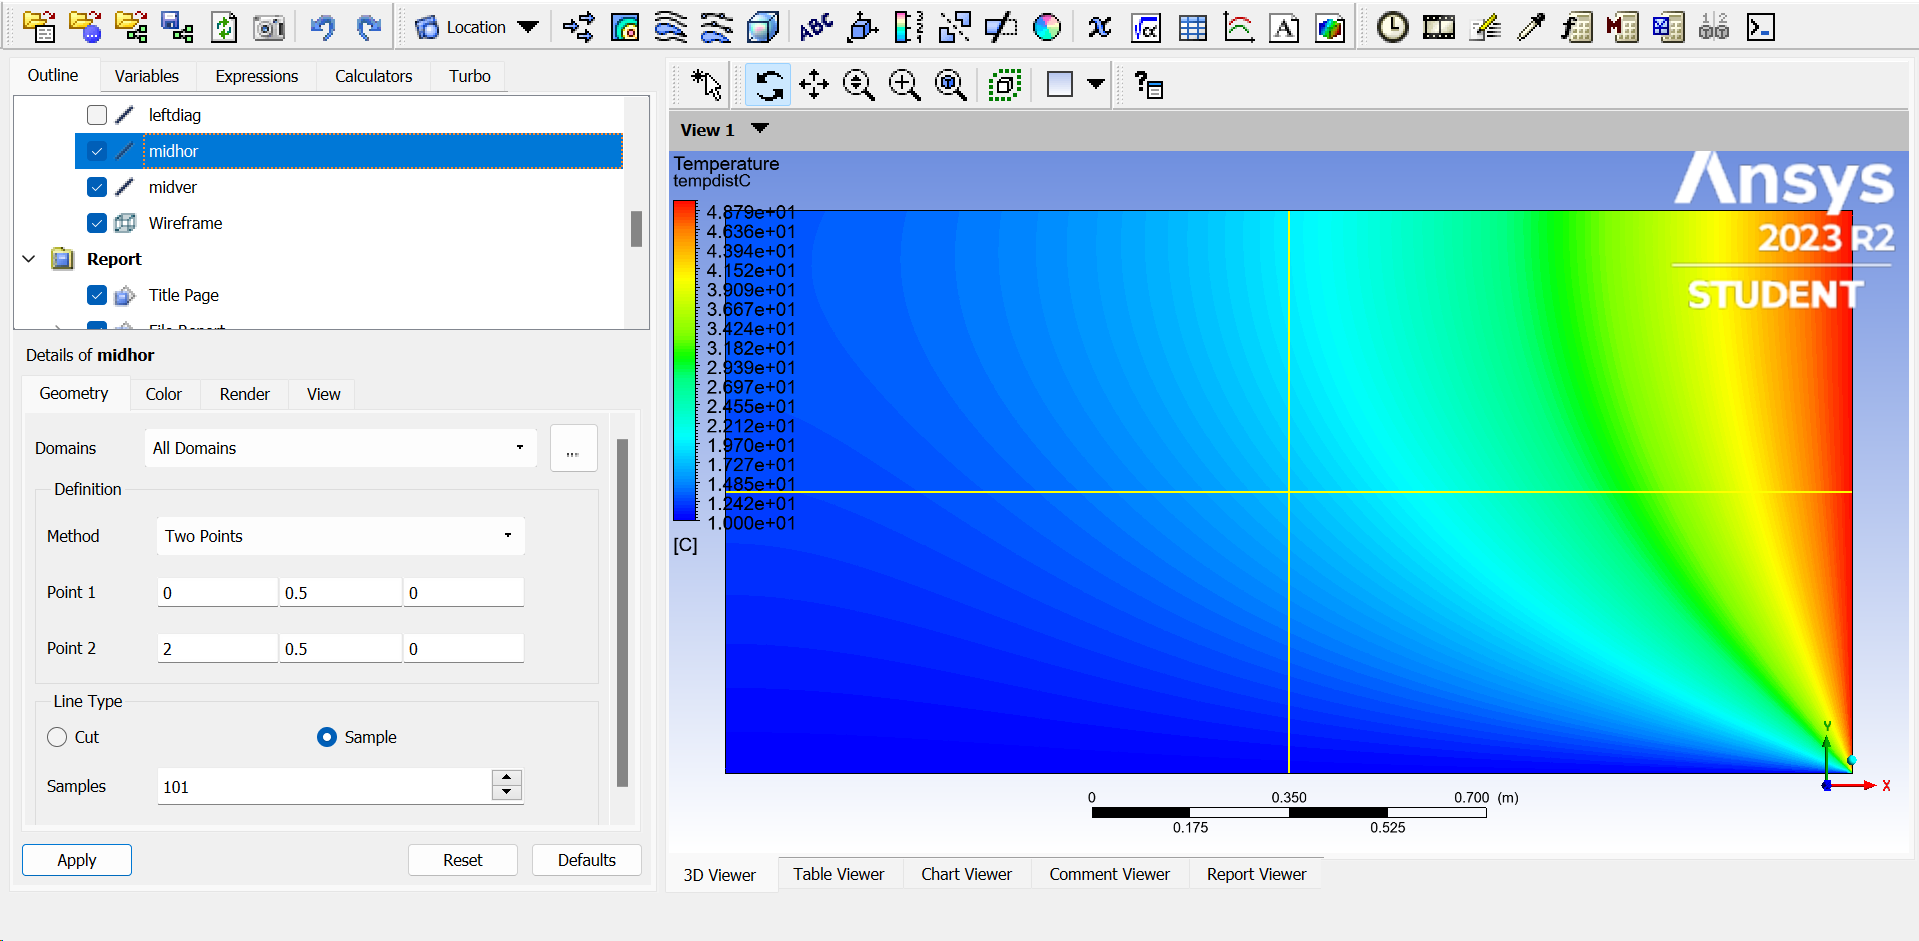 Location
Outline Variables Expressions Calculators Turbo
leftdiag
midhor
midver
Wireframe
Report
Title Page
File Report
Details of midhor
Geometry Color Render View
Domains All Domains ...
Definition
Method Two Points
Point 1 0 0.5 0
Point 2 2 0.5 0
Line Type
Cut Sample
Samples 101
Apply Reset Defaults
View 1
Temperature
tempdistC
4.879e+01
4.636e+01
4.394e+01
4.152e+01
3.909e+01
3.667e+01
3.424e+01
3.182e+01
2.939e+01
2.697e+01
2.455e+01
2.212e+01
1.970e+01
1.727e+01
1.485e+01
1.242e+01
1.000e+01
[C]
Ansys
2023 R2
STUDENT
Y
X
0 0.350 0.700 (m)
0.175 0.525
3D Viewer Table Viewer Chart Viewer Comment Viewer Report Viewer